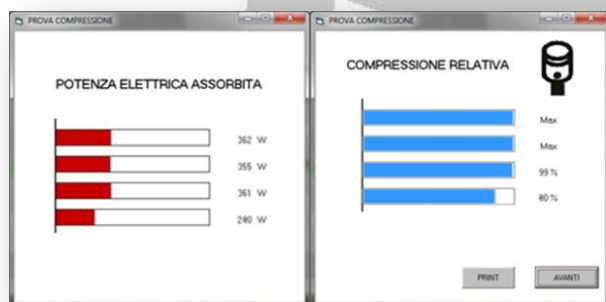 PROVA COMPRESSIONE
POTENZA ELETTRICA ASSORBITA
362 W
355 W
361 W
280 W
PROVA COMPRESSIONE
COMPRESSIONE RELATIVA
Max
Max
99 %
80 %
PRINT
AVANTI